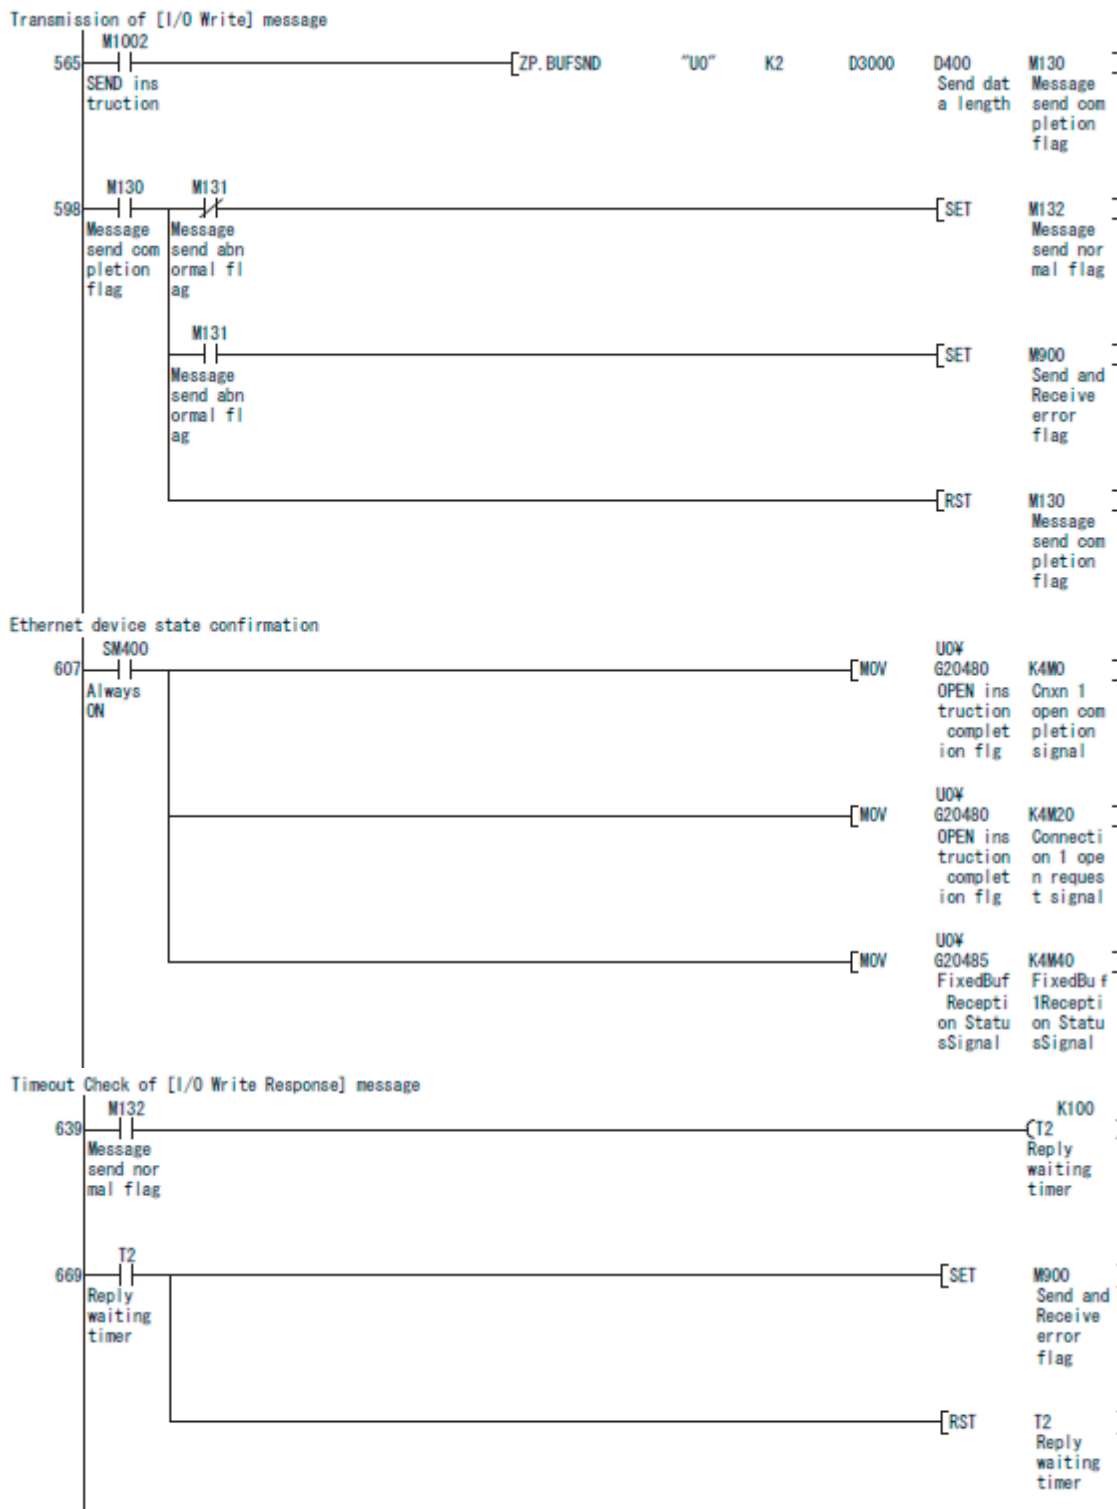 Transmission of [I/O Write] message
M1002
565 [ZP.BUFSND "U0" K2 D3000 D400 M130
SEND ins Send dat Message
truction a length send com
pletion
flag
M130 M131
598 [SET M132
Message Message Message
send com send abn send nor
pletion ormal fl mal flag
flag ag
M131
[SET M900
Message Send and
send abn Receive
ormal fl error
ag flag
[RST M130
Message
send com
pletion
flag
Ethernet device state confirmation
SM400 U0¥
607 [MOV G20480 K4M0
Always OPEN ins Cnxn 1
ON truction open com
complet pletion
ion flg signal
U0¥
[MOV G20480 K4M20
OPEN ins Connecti
truction on 1 ope
complet n reques
ion flg t signal
U0¥
[MOV G20485 K4M40
FixedBuf FixedBuf
Recepti 1Recepti
on Statu on Statu
sSignal sSignal
Timeout Check of [I/O Write Response] message
M132 K100
639 (T2
Message Reply
send nor waiting
mal flag timer
T2
669 [SET M900
Reply Send and
waiting Receive
timer error
flag
[RST T2
Reply
waiting
timer